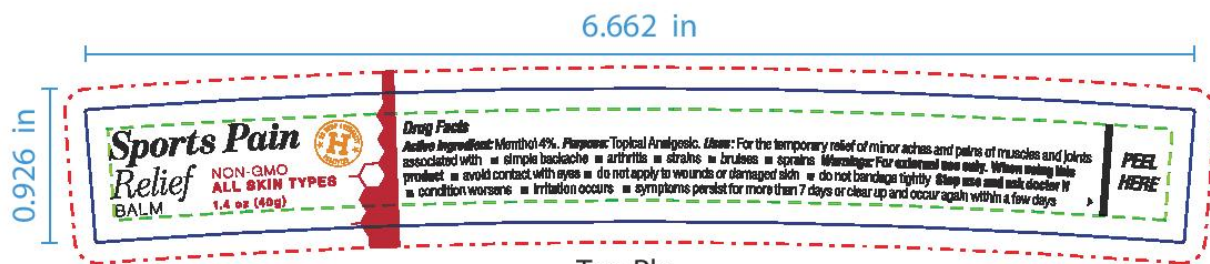 6.662 in
0.926 in
Sports Pain
Relief
BALM
NON-GMO
ALL SKIN TYPES
1.4 oz (40g)
H
Drug Facts
Active Ingredient: Menthol 4%. Purpose: Topical Analgesic. Uses: For the temporary relief of minor aches and pains of muscles and joints
associated with ■ simple backache ■ arthritis ■ strains ■ bruises ■ sprains Warnings: For external use only. When using this
product ■ avoid contact with eyes ■ do not apply to wounds or damaged skin ■ do not bandage tightly Stop use and ask doctor if
■ condition worsens ■ irritation occurs ■ symptoms persist for more than 7 days or clear up and occur again within a few days
PEEL
HERE